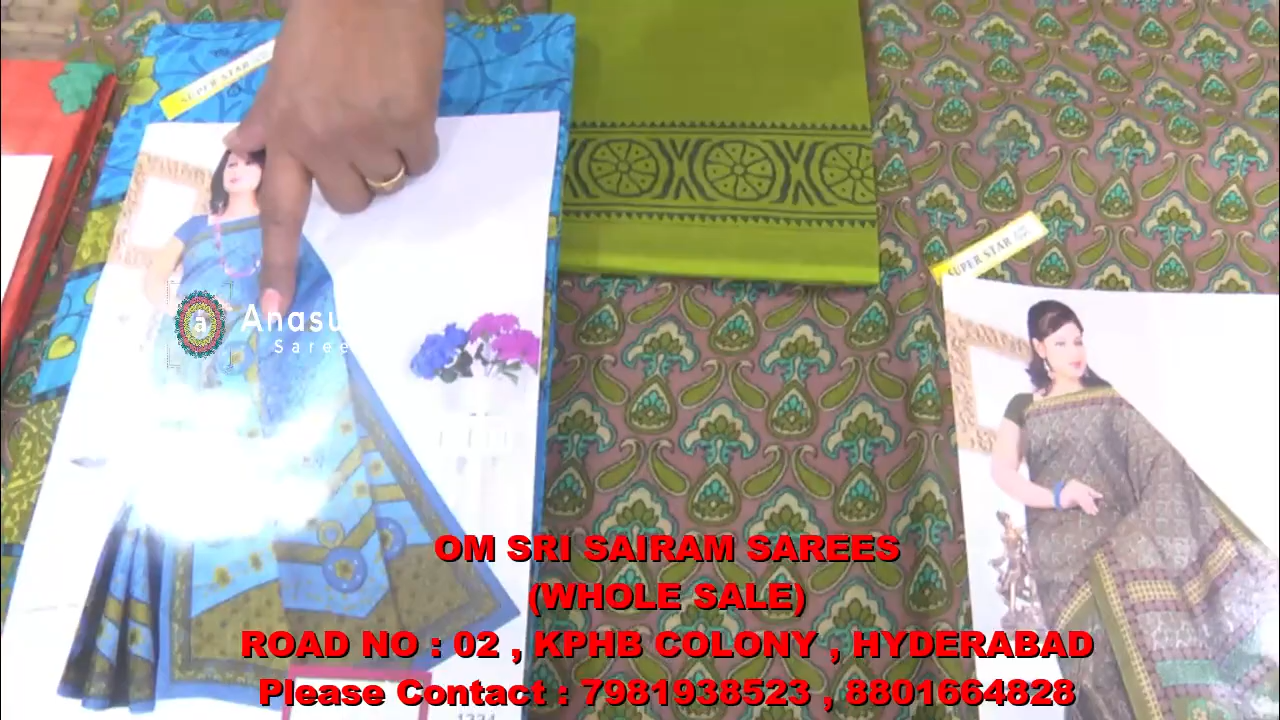 SUPER STAR
SUPER STAR
á
Anasu
Saree
OM SRI SAIRAM SAREES
(WHOLE SALE)
ROAD NO : 02 , KPHB COLONY , HYDERABAD
Please Contact : 7981938523 , 8801664828